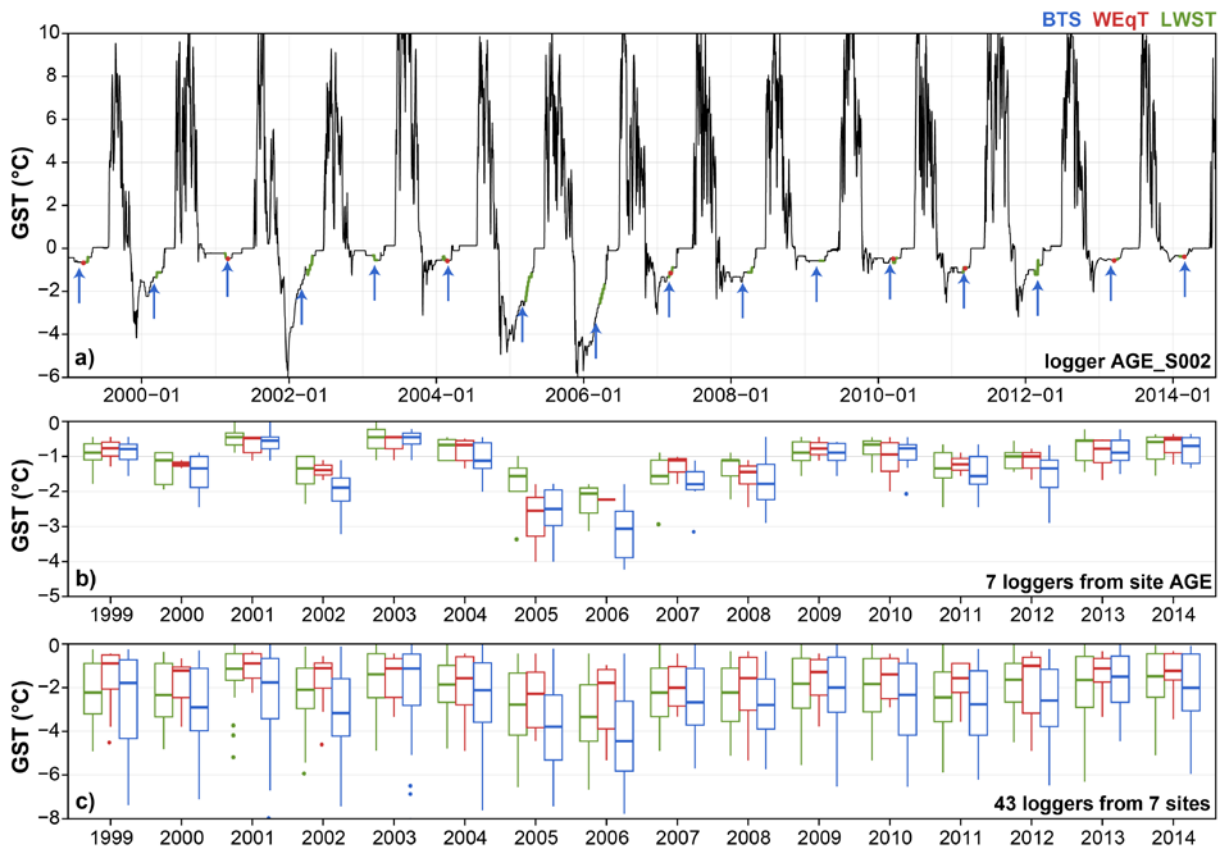 BTS WEqT LWST
10
8
6
4
2
0
−2
−4
−6
GST (°C)
a)
logger AGE_S002
2000−01 2002−01 2004−01 2006−01 2008−01 2010−01 2012−01 2014−01
0
−1
−2
−3
−4
−5
GST (°C)
b)
7 loggers from site AGE
1999 2000 2001 2002 2003 2004 2005 2006 2007 2008 2009 2010 2011 2012 2013 2014
0
−2
−4
−6
−8
GST (°C)
c)
43 loggers from 7 sites
1999 2000 2001 2002 2003 2004 2005 2006 2007 2008 2009 2010 2011 2012 2013 2014